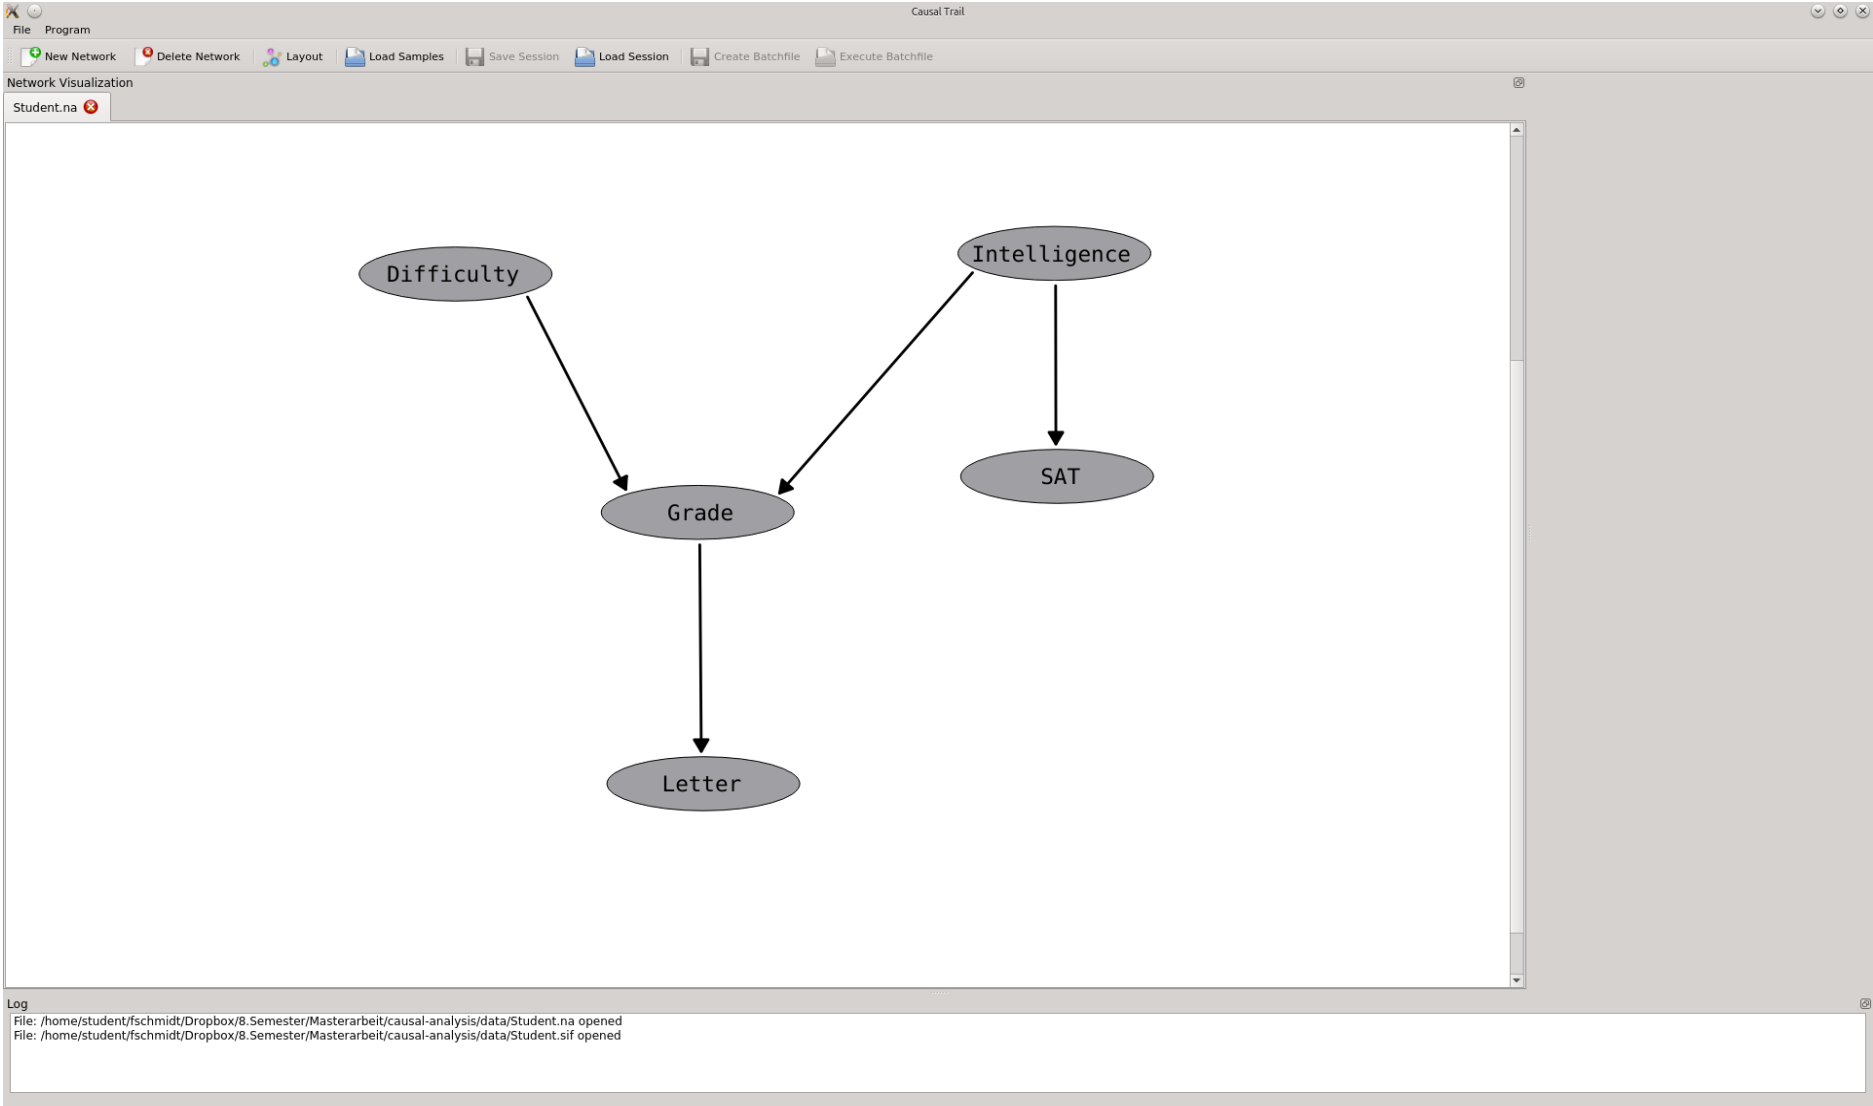 Causal Trail
File Program
New Network Delete Network Layout Load Samples Save Session Load Session Create Batchfile Execute Batchfile
Network Visualization
Student.na
Difficulty
Intelligence
SAT
Grade
Letter
Log
File: /home/student/fschmidt/Dropbox/8.Semester/Masterarbeit/causal-analysis/data/Student.na opened
File: /home/student/fschmidt/Dropbox/8.Semester/Masterarbeit/causal-analysis/data/Student.sif opened